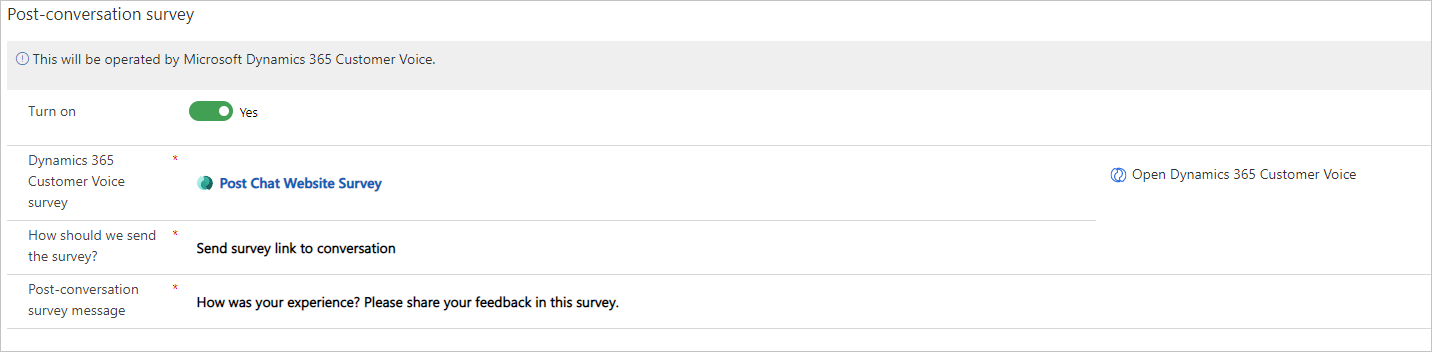 Post-conversation survey
This will be operated by Microsoft Dynamics 365 Customer Voice.
Turn on
Yes
Dynamics 365
Customer Voice
survey
*
Post Chat Website Survey
Open Dynamics 365 Customer Voice
How should we send
the survey?
*
Send survey link to conversation
Post-conversation
survey message
*
How was your experience? Please share your feedback in this survey.